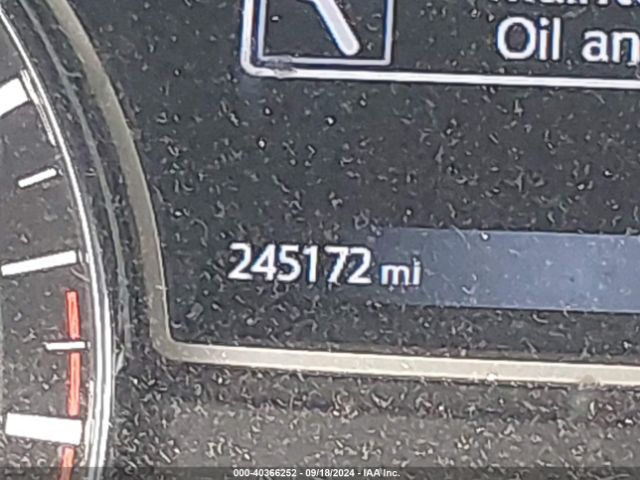 Oil an
245172 mi
000-40366252 - 09/18/2024 - IAA Inc.